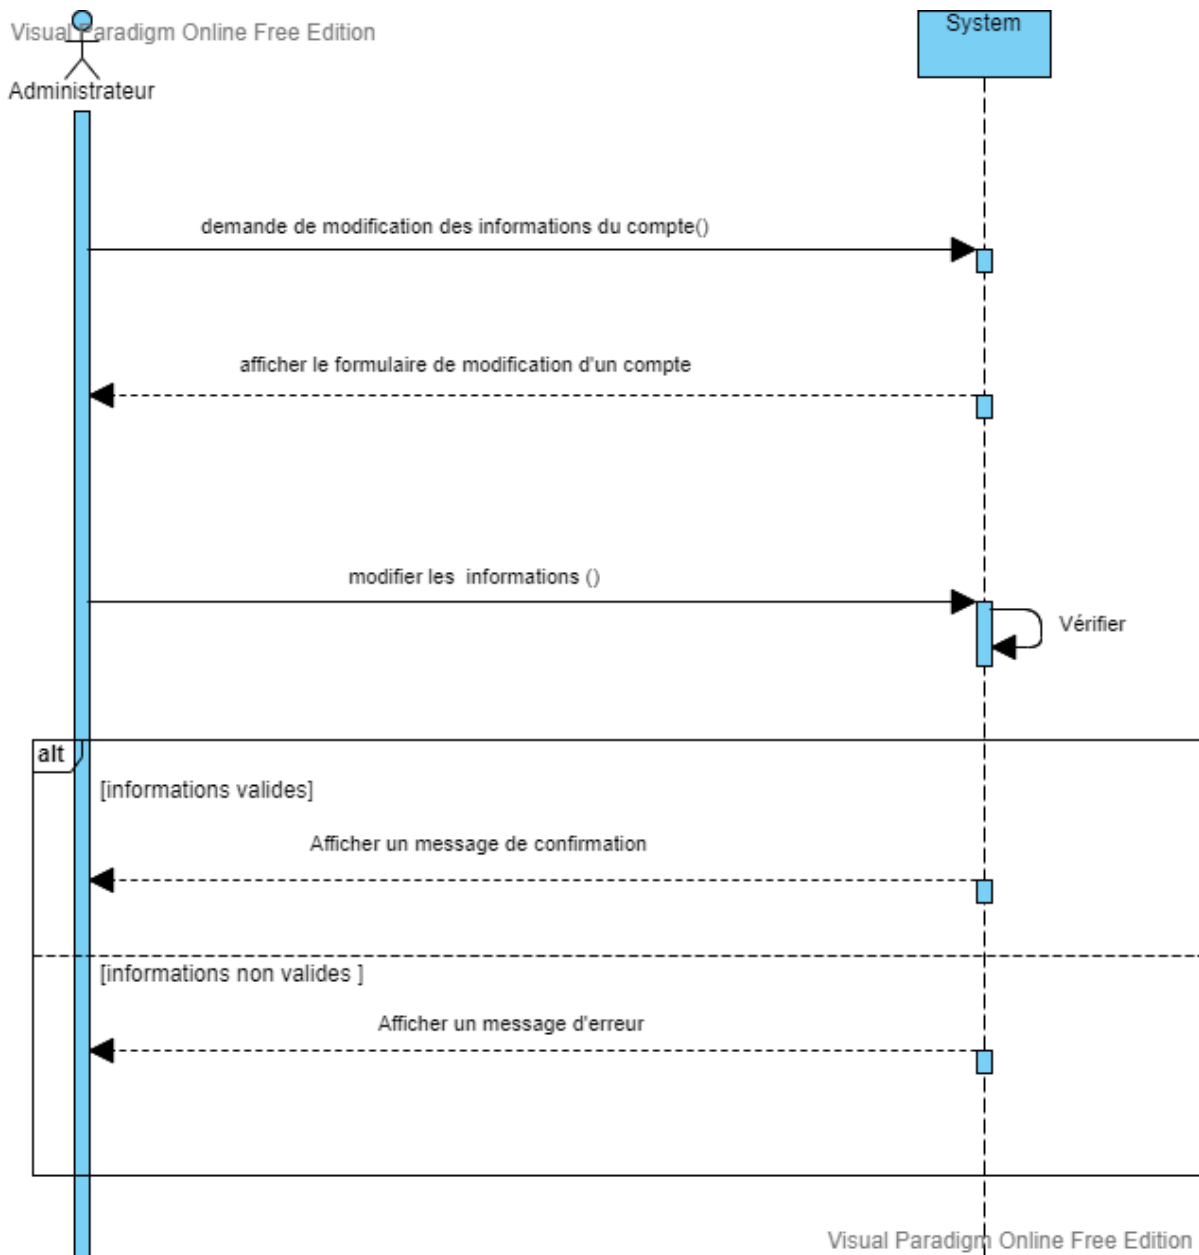 Visual Paradigm Online Free Edition
System
Administrateur
demande de modification des informations du compte()
afficher le formulaire de modification d'un compte
modifier les informations ()
Vérifier
alt
[informations valides]
Afficher un message de confirmation
[informations non valides ]
Afficher un message d'erreur
Visual Paradigm Online Free Edition